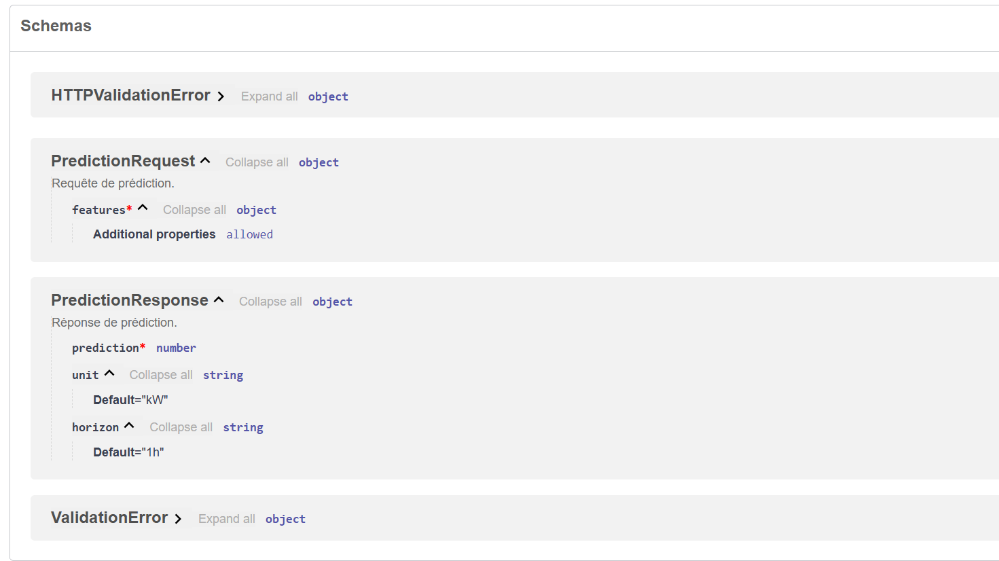 Schemas
HTTPValidationError Expand all object
PredictionRequest Collapse all object
Requête de prédiction.
features* Collapse all object
Additional properties allowed
PredictionResponse Collapse all object
Réponse de prédiction.
prediction* number
unit Collapse all string
Default="kW"
horizon Collapse all string
Default="1h"
ValidationError Expand all object